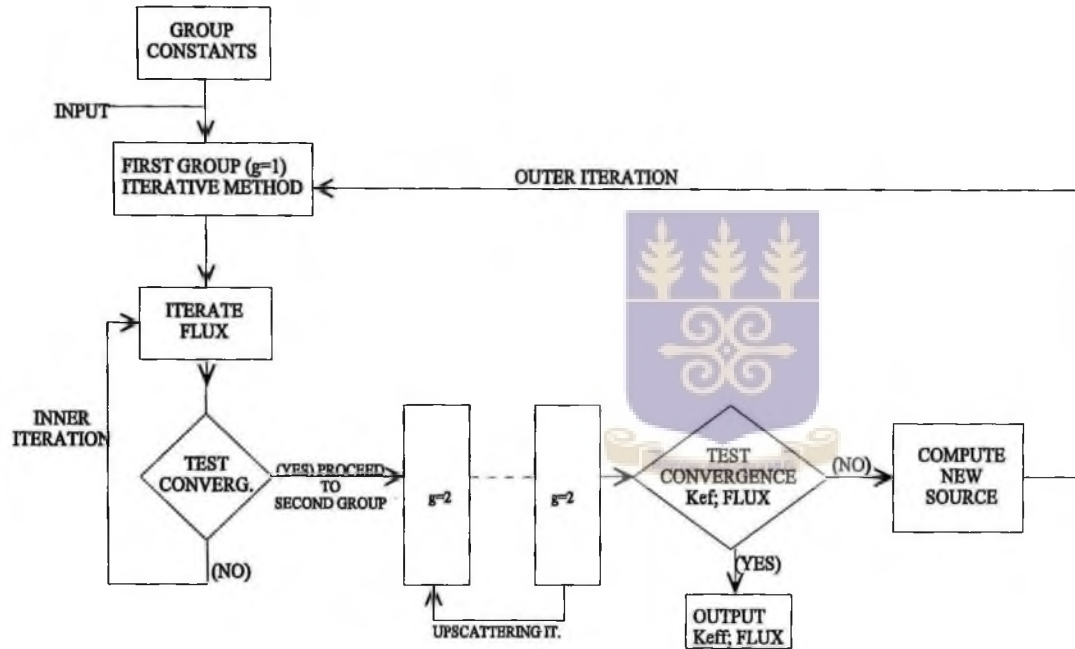 GROUP
CONSTANTS
INPUT
FIRST GROUP (g=1)
ITERATIVE METHOD
OUTER ITERATION
ITERATE
FLUX
INNER
ITERATION
TEST
CONVERG.
(YES) PROCEED
TO
SECOND GROUP
g=2
g=2
TEST
CONVERGENCE
Kef; FLUX
(NO)
COMPUTE
NEW
SOURCE
(NO)
(YES)
UPSCATTERING IT.
OUTPUT
Keff; FLUX